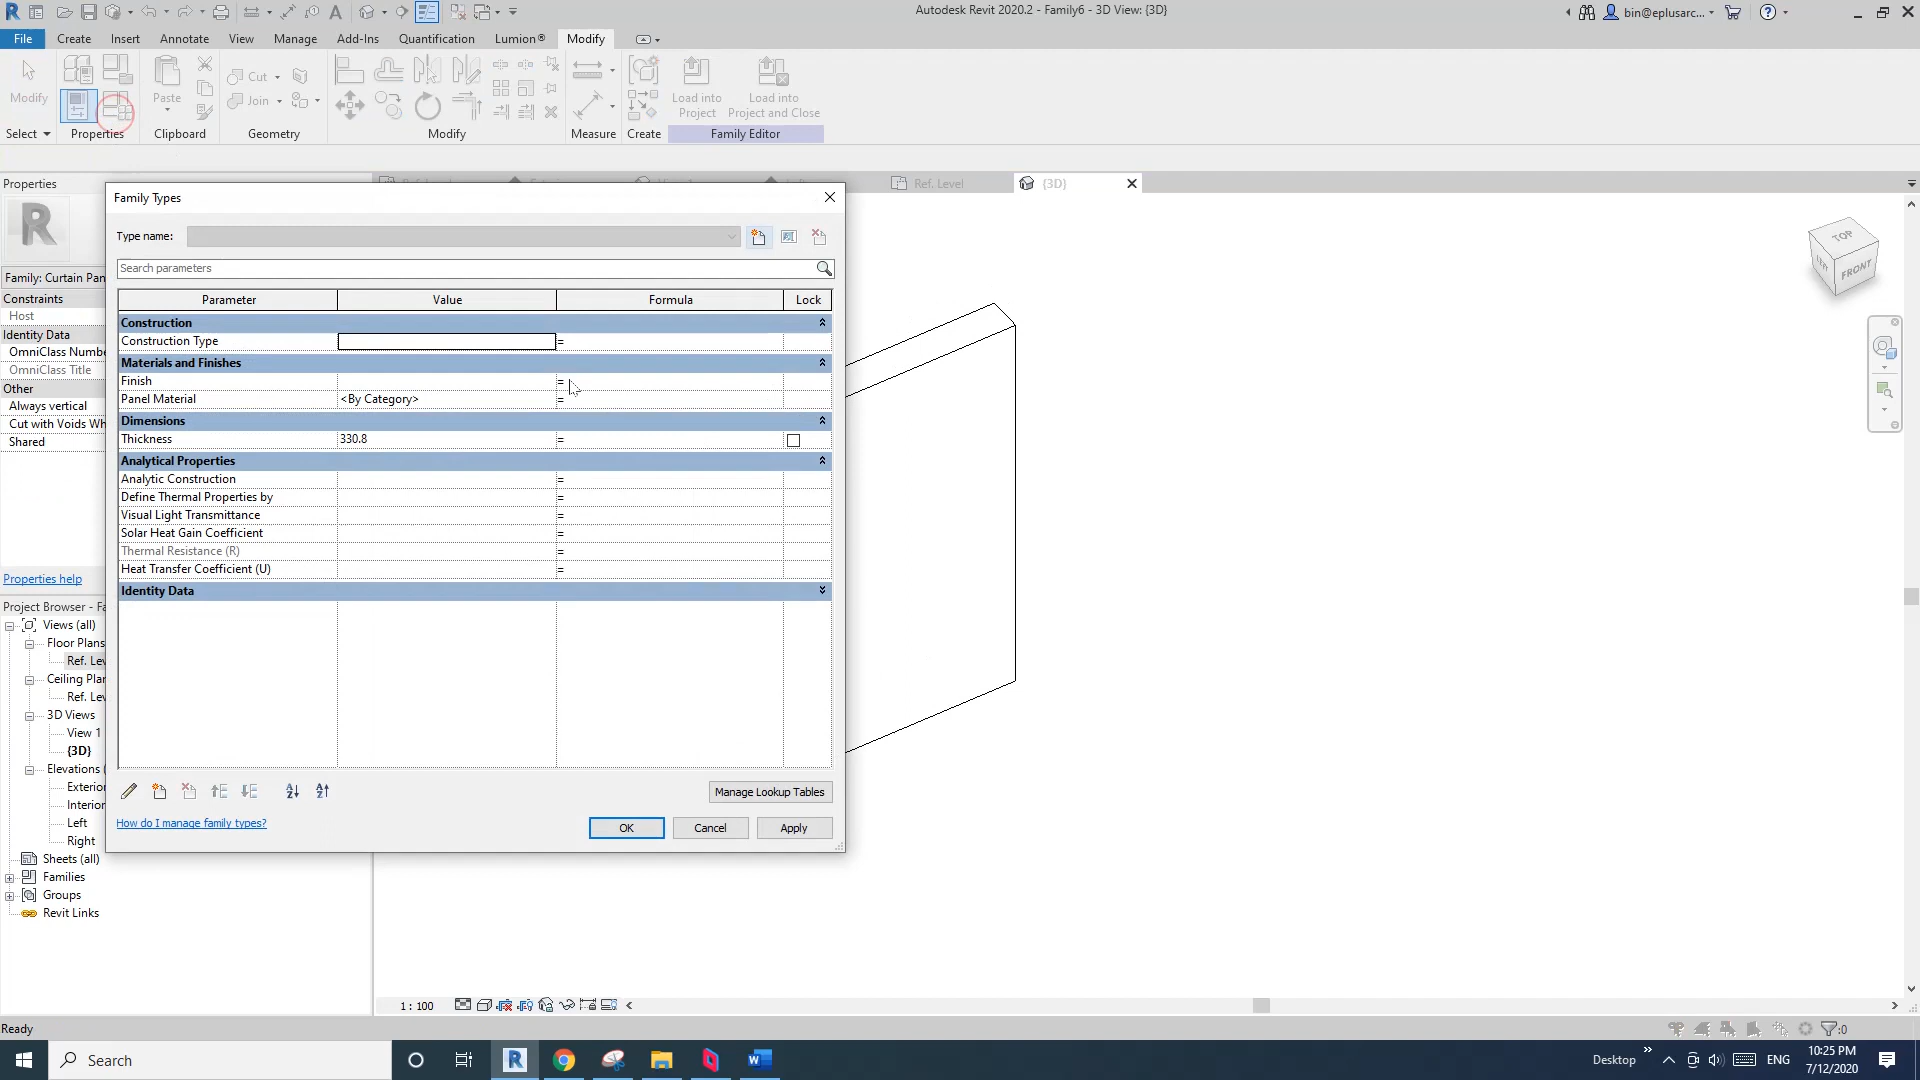 Autodesk Revit 2020.2 - Family6 - 3D View: {3D}
bin@eplusarc...
File Create Insert Annotate View Manage Add-Ins Quantification Lumion® Modify
Modify
Paste
Cut
Join
Load into Project
Load into Project and Close
Select Properties Clipboard Geometry Modify Measure Create Family Editor
Properties
Ref. Level
{3D}
TOP
FRONT
Family: Curtain Pan
Constraints
Host
Identity Data
OmniClass Numbe
OmniClass Title
Other
Always vertical
Cut with Voids Wh
Shared
Properties help
Project Browser - Fa
Views (all)
Floor Plans
Ref. Lev
Ceiling Plan
Ref. Lev
3D Views
View 1
{3D}
Elevations (
Exterior
Interior
Left
Right
Sheets (all)
Families
Groups
Revit Links
Family Types
Type name:
Search parameters
Parameter Value Formula Lock
Construction
Construction Type =
Materials and Finishes
Finish =
Panel Material <By Category> =
Dimensions
Thickness 330.8 =
Analytical Properties
Analytic Construction =
Define Thermal Properties by =
Visual Light Transmittance =
Solar Heat Gain Coefficient =
Thermal Resistance (R) =
Heat Transfer Coefficient (U) =
Identity Data
Manage Lookup Tables
How do I manage family types?
OK Cancel Apply
1 : 100
Ready
:0
Search
Desktop
ENG
10:25 PM
7/12/2020